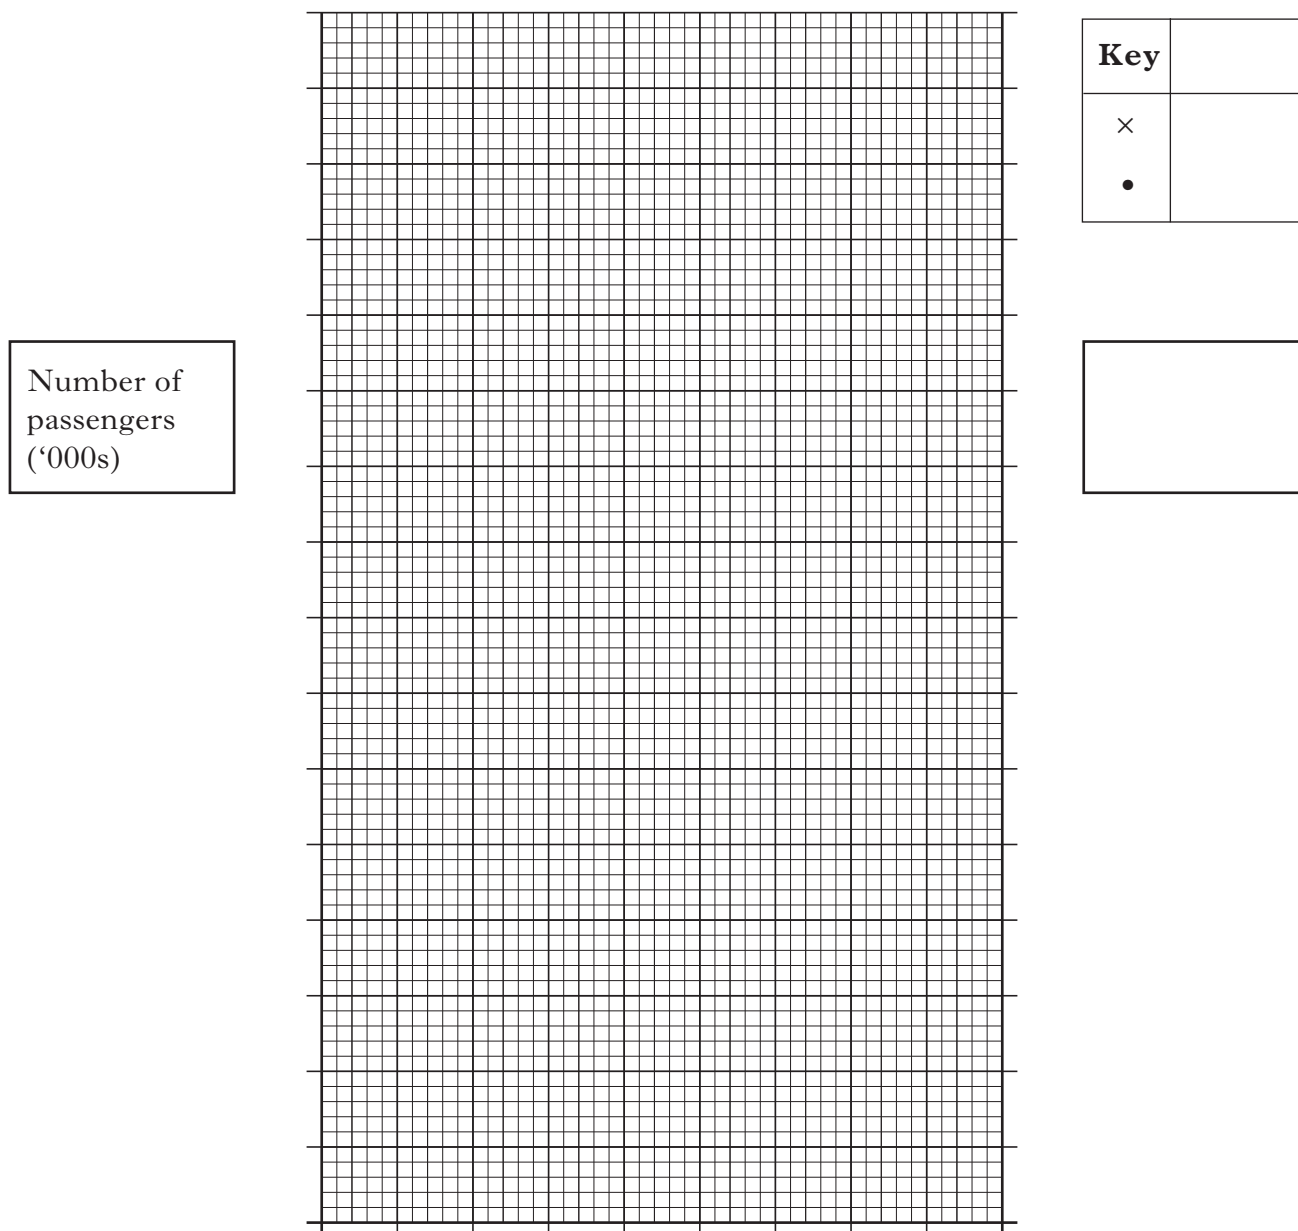 Key
×
•
Number of
passengers
(‘000s)